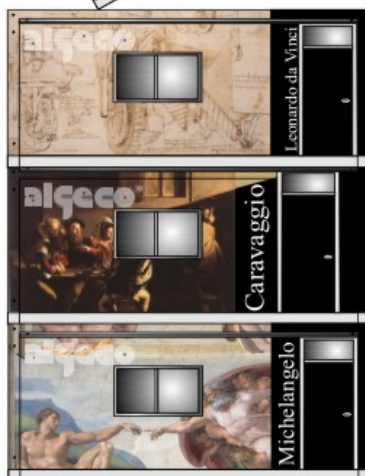 algeco
Leonardo da Vinci
algeco
Caravaggio
algeco
Michelangelo